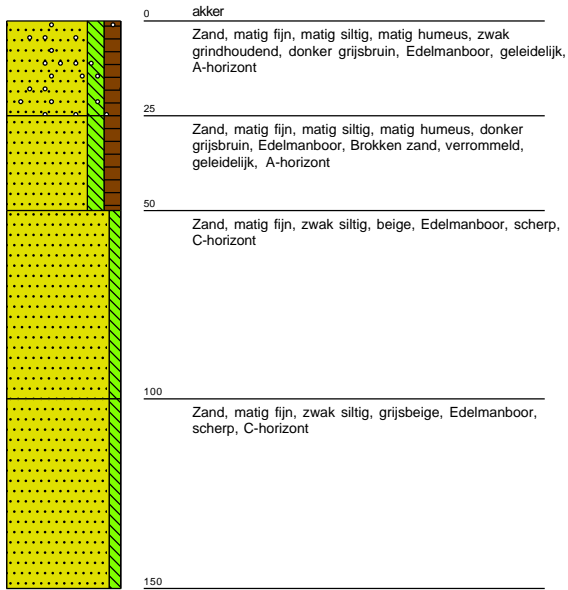 0 akker
Zand, matig fijn, matig siltig, matig humeus, zwak
grindhoudend, donker grijsbruin, Edelmanboor, geleidelijk,
A-horizont
25
Zand, matig fijn, matig siltig, matig humeus, donker
grijsbruin, Edelmanboor, Brokken zand, verrommeld,
geleidelijk, A-horizont
50
Zand, matig fijn, zwak siltig, beige, Edelmanboor, scherp,
C-horizont
100
Zand, matig fijn, zwak siltig, grijsbeige, Edelmanboor,
scherp, C-horizont
150